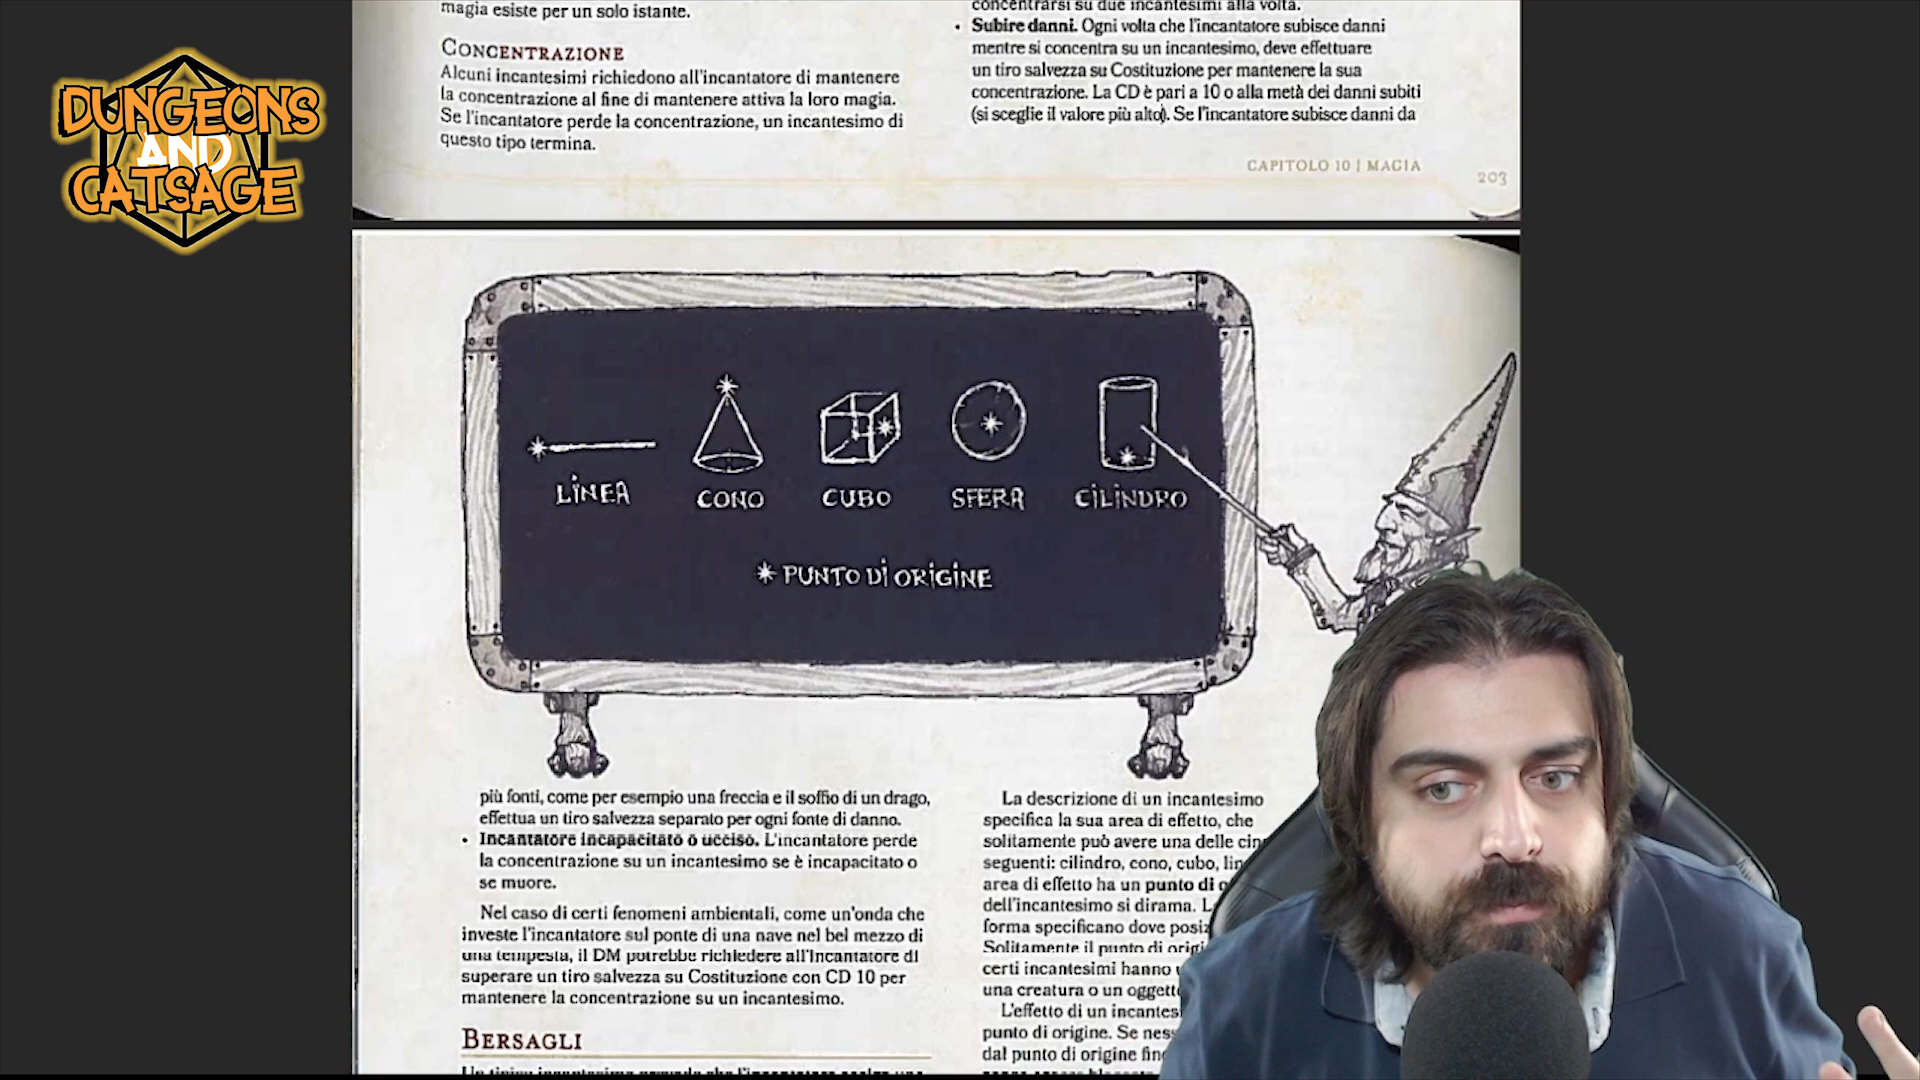 DUNGEONS
AND
CATSAGE
magia esiste per un solo istante.
CONCENTRAZIONE
Alcuni incantesimi richiedono all'incantatore di mantenere
la concentrazione al fine di mantenere attiva la loro magia.
Se l'incantatore perde la concentrazione, un incantesimo di
questo tipo termina.
concentrarsi su due incantesimi alla volta.
• Subire danni. Ogni volta che l'incantatore subisce danni
mentre si concentra su un incantesimo, deve effettuare
un tiro salvezza su Costituzione per mantenere la sua
concentrazione. La CD è pari a 10 o alla metà dei danni subiti
(si sceglie il valore più alto). Se l'incantatore subisce danni da
CAPITOLO 10 | MAGIA
203
LINEA
CONO
CUBO
SFERA
CILINDRO
* PUNTO DI ORIGINE
più fonti, come per esempio una freccia e il soffio di un drago,
effettua un tiro salvezza separato per ogni fonte di danno.
• Incantatore incapacitato o ucciso. L'incantatore perde
la concentrazione su un incantesimo se è incapacitato o
se muore.
Nel caso di certi fenomeni ambientali, come un'onda che
investe l'incantatore sul ponte di una nave nel bel mezzo di
una tempesta, il DM potrebbe richiedere all'incantatore di
superare un tiro salvezza su Costituzione con CD 10 per
mantenere la concentrazione su un incantesimo.
BERSAGLI
La descrizione di un incantesimo
specifica la sua area di effetto, che
solitamente può avere una delle
seguenti: cilindro, cono, cubo,
area di effetto ha un punto di
dell'incantesimo si dirama.
forma specificano dove
Solitamente il punto di
certi incantesimi hanno
una creatura o un
L'effetto di un
punto di origine. Se
dal punto di origine